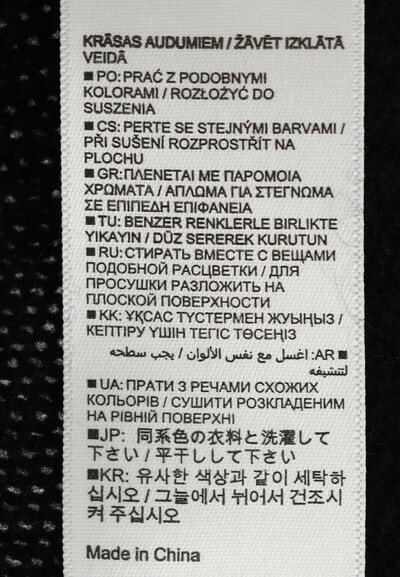 KRĀSAS AUDUMIEM / ŽĀVĒT IZKLĀTĀ
VEIDĀ
■ PO: PRAĆ Z PODOBNYMI
KOLORAMI / ROZŁOŻYĆ DO
SUSZENIA
■ CS: PERTE SE STEJNÝMI BARVAMI /
PŘI SUŠENÍ ROZPROSTŘÍT NA
PLOCHU
■ GR: ΠΛΕΝΕΤΑΙ ΜΕ ΠΑΡΟΜΟΙΑ
ΧΡΩΜΑΤΑ / ΑΠΛΩΜΑ ΓΙΑ ΣΤΕΓΝΩΜΑ
ΣΕ ΕΠΙΠΕΔΗ ΕΠΙΦΑΝΕΙΑ
■ TU: BENZER RENKLERLE BIRLIKTE
YIKAYIN / DÜZ SEREREK KURUTUN
■ RU: СТИРАТЬ ВМЕСТЕ С ВЕЩАМИ
ПОДОБНОЙ РАСЦВЕТКИ / ДЛЯ
ПРОСУШКИ РАЗЛОЖИТЬ НА
ПЛОСКОЙ ПОВЕРХНОСТИ
■ KK: ҰҚСАС ТҮСТЕРМЕН ЖУЫҢЫЗ /
КЕПТІРУ ҮШІН ТЕГІС ТӨСЕҢІЗ
■ AR: اغسل مع نفس الألوان / يجب سطحه
لتنشيفه
■ UA: ПРАТИ З РЕЧАМИ СХОЖИХ
КОЛЬОРІВ / СУШИТИ РОЗКЛАДЕНИМ
НА РІВНІЙ ПОВЕРХНІ
■JP: 同系色の衣料と洗濯して
下さい / 平干しして下さい
■KR: 유사한 색상과 같이 세탁하
십시오 / 그늘에서 뉘어서 건조시
켜 주십시오
Made in China